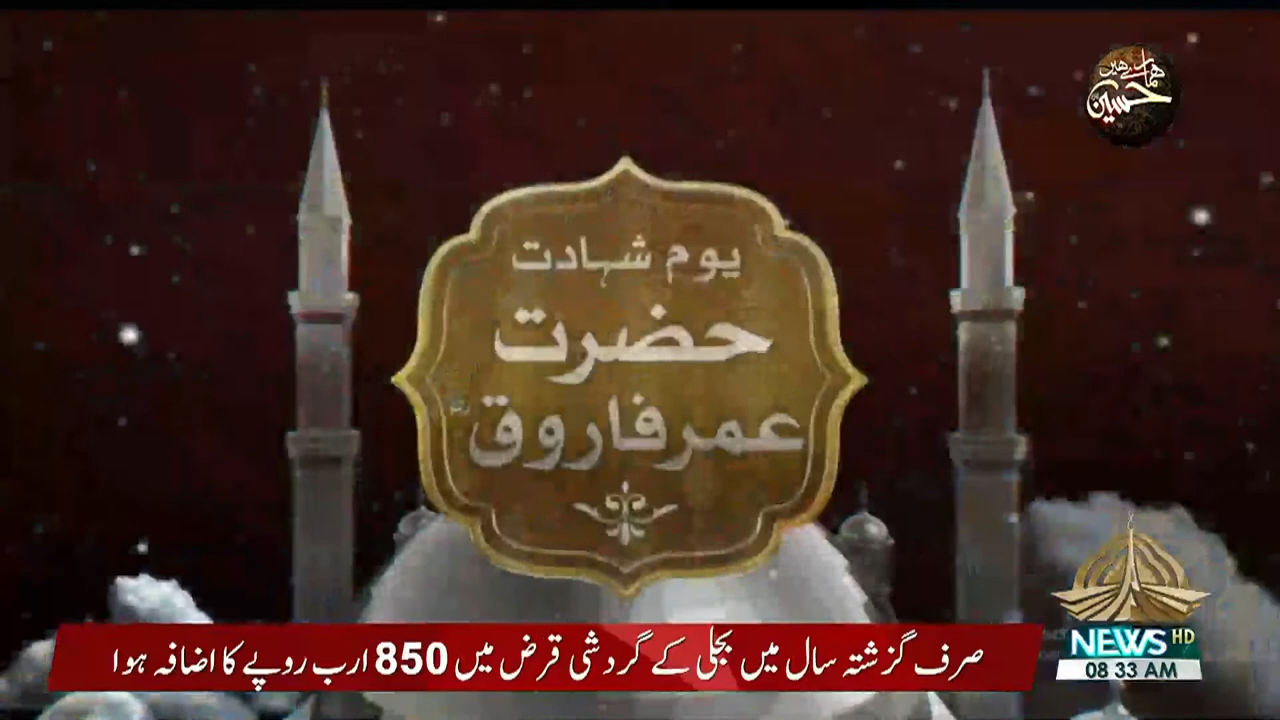 ہمارے ہیں
حسین
یوم شہادت
حضرت
عمر فاروق
NEWS HD
08 33 AM
صرف گزشتہ سال میں بجلی کے گردشی قرض میں 850 ارب روپے کا اضافہ ہوا